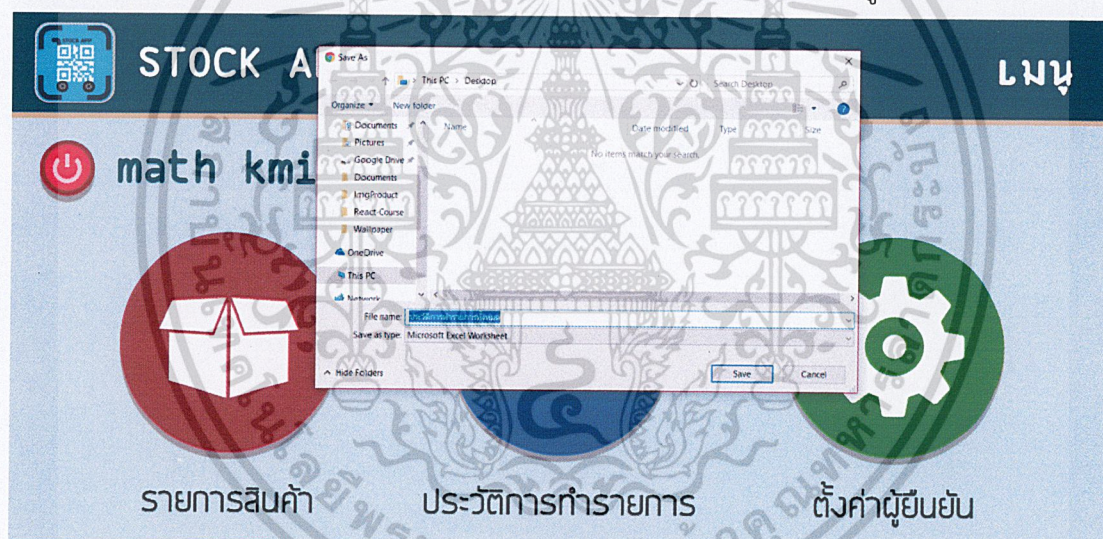 STOCK A
เมนู
math kmi
Save As
This PC > Desktop
Search Desktop
Organize
New folder
Documents
Pictures
Google Drive
Documents
kmgProduct
React-Course
Wallpaper
OneDrive
This PC
Network
Name
Date modified
Type
Size
No items match your search.
File name:
Save as type: Microsoft Excel Worksheet
Hide Folders
Save
Cancel
รายการสินค้า
ประวัติการทำรายการ
ตั้งค่าผู้ยืนยัน